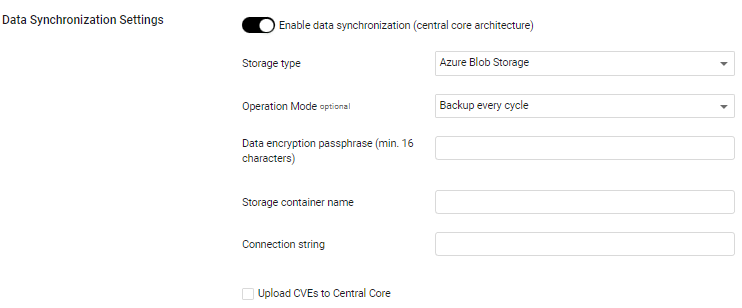 Data Synchronization Settings
Enable data synchronization (central core architecture)
Storage type
Azure Blob Storage
Operation Mode optional
Backup every cycle
Data encryption passphrase (min. 16
characters)
Storage container name
Connection string
Upload CVEs to Central Core